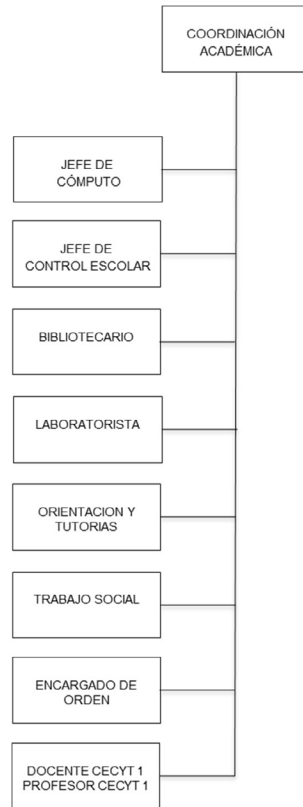 COORDINACIÓN
ACADÉMICA
JEFE DE
CÓMPUTO
JEFE DE
CONTROL ESCOLAR
BIBLIOTECARIO
LABORATORISTA
ORIENTACION Y
TUTORIAS
TRABAJO SOCIAL
ENCARGADO DE
ORDEN
DOCENTE CECYT 1
PROFESOR CECYT 1